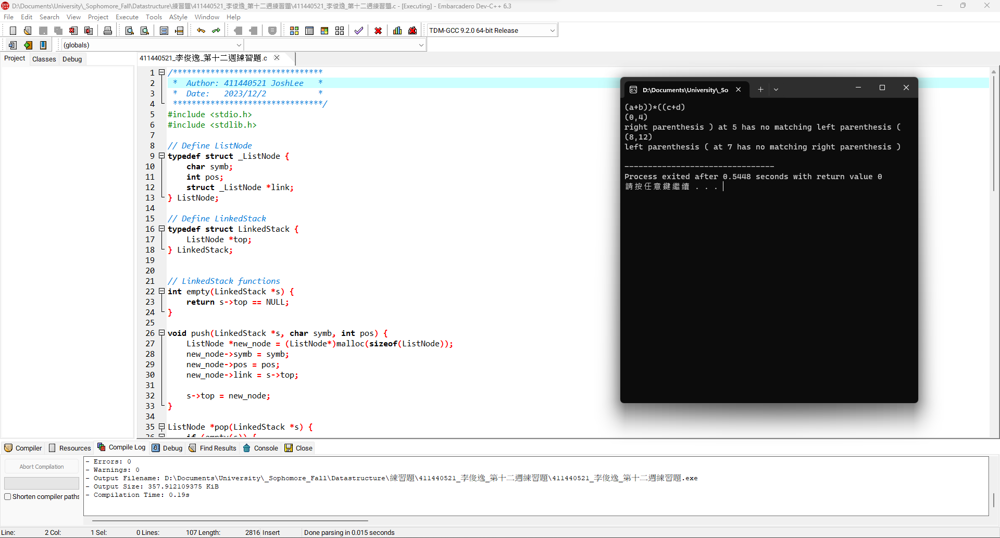 D:\Documents\University\_Sophomore_Fall\Datastructure\練習題\411440521_李俊逸_第十二週練習題\411440521_李俊逸_第十二週練習題.c - [Executing] - Embarcadero Dev-C++ 6.3
File Edit Search View Project Execute Tools AStyle Window Help
TDM-GCC 9.2.0 64-bit Release
(globals)
Project Classes Debug
411440521_李俊逸_第十二週練習題.c
1 /********************************
2 * Author: 411440521 JoshLee *
3 * Date: 2023/12/2 *
4 ********************************/
5 #include <stdio.h>
6 #include <stdlib.h>
7
8 // Define ListNode
9 typedef struct _ListNode {
10 char symb;
11 int pos;
12 struct _ListNode *link;
13 } ListNode;
14
15 // Define LinkedStack
16 typedef struct LinkedStack {
17 ListNode *top;
18 } LinkedStack;
19
20
21 // LinkedStack functions
22 int empty(LinkedStack *s) {
23 return s->top == NULL;
24 }
25
26 void push(LinkedStack *s, char symb, int pos) {
27 ListNode *new_node = (ListNode*)malloc(sizeof(ListNode));
28 new_node->symb = symb;
29 new_node->pos = pos;
30 new_node->link = s->top;
31
32 s->top = new_node;
33 }
34
35 ListNode *pop(LinkedStack *s) {
36 if (empty(s)) {
D:\Documents\University\_So
(a+b))*((c+d)
(0,4)
right parenthesis ) at 5 has no matching left parenthesis (
(8,12)
left parenthesis ( at 7 has no matching right parenthesis )
--------------------------------
Process exited after 0.5448 seconds with return value 0
請按任意鍵繼續 . . .
Compiler Resources Compile Log Debug Find Results Console Close
Abort Compilation
Shorten compiler paths
- Errors: 0
- Warnings: 0
- Output Filename: D:\Documents\University\_Sophomore_Fall\Datastructure\練習題\411440521_李俊逸_第十二週練習題\411440521_李俊逸_第十二週練習題.exe
- Output Size: 357.912109375 KiB
- Compilation Time: 0.19s
Line: 2 Col: 1 Sel: 0 Lines: 107 Length: 2816 Insert Done parsing in 0.015 seconds